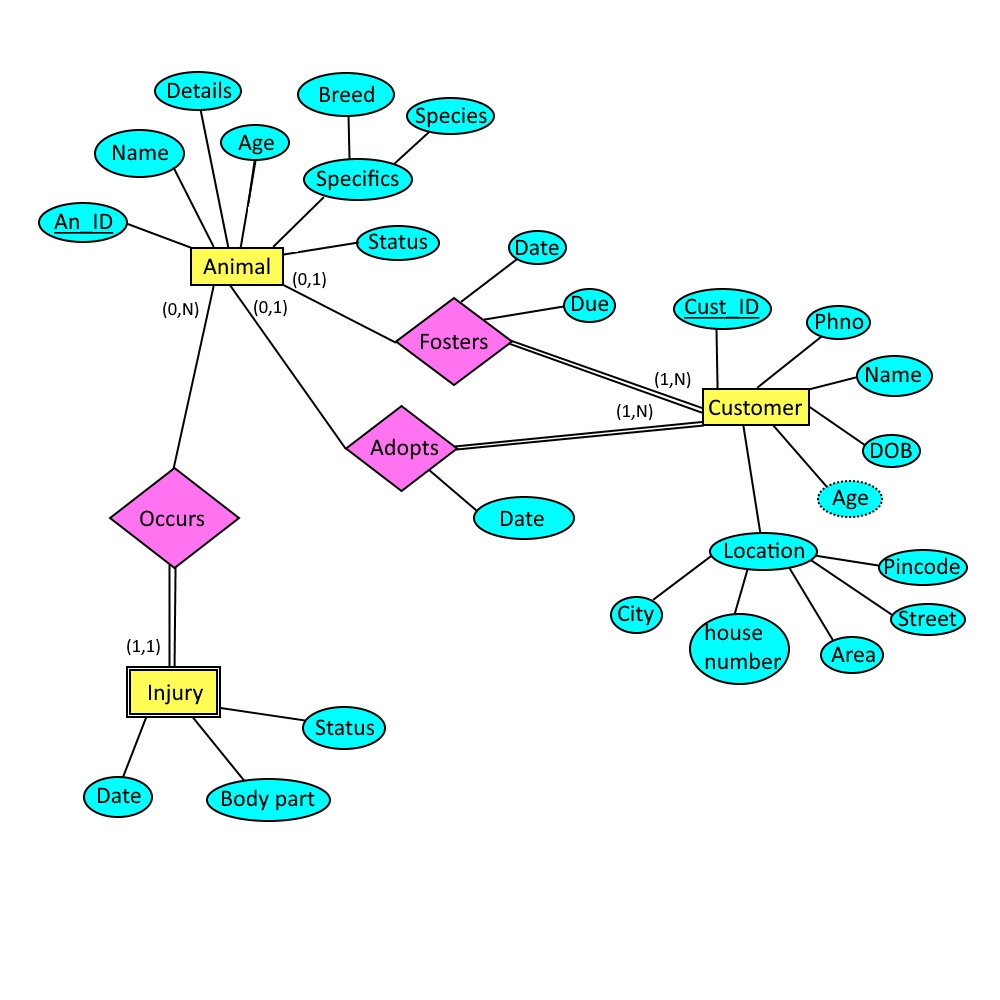 Details
Breed
Species
Name
Age
Specifics
An_ID
Status
Animal
(0,1)
(0,N)
(0,1)
Date
Due
Fosters
Cust_ID
Phno
Name
(1,N)
(1,N)
Customer
Adopts
DOB
Age
Date
Occurs
Location
Pincode
City
Street
house
number
Area
(1,1)
Injury
Status
Date
Body part